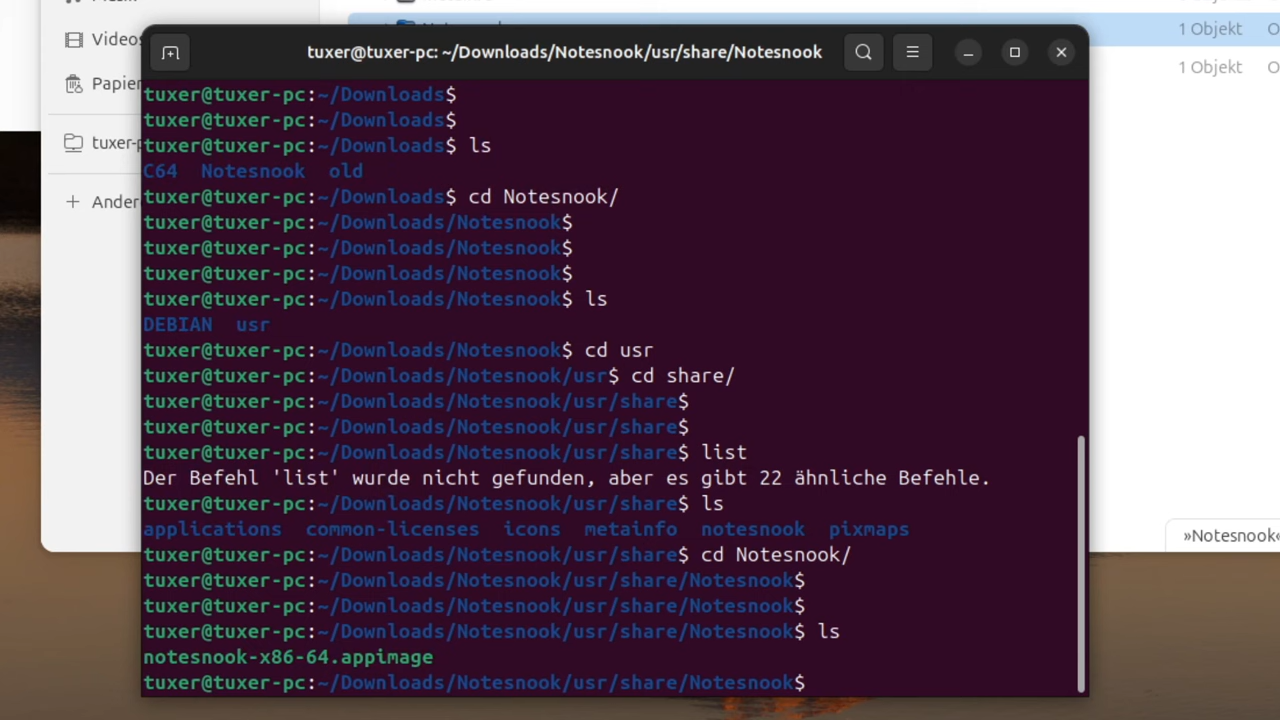 1 Objekt
Videos
tuxer@tuxer-pc: ~/Downloads/Notesnook/usr/share/Notesnook
1 Objekt
Papier
tuxer@tuxer-pc:~/Downloads$
tuxer@tuxer-pc:~/Downloads$
tuxer@tuxer-pc:~/Downloads$ ls
C64 Notesnook old
tuxer@tuxer-pc:~/Downloads$ cd Notesnook/
tuxer@tuxer-pc:~/Downloads/Notesnook$
tuxer@tuxer-pc:~/Downloads/Notesnook$
tuxer@tuxer-pc:~/Downloads/Notesnook$
tuxer@tuxer-pc:~/Downloads/Notesnook$ ls
DEBIAN usr
tuxer@tuxer-pc:~/Downloads/Notesnook$ cd usr
tuxer@tuxer-pc:~/Downloads/Notesnook/usr$ cd share/
tuxer@tuxer-pc:~/Downloads/Notesnook/usr/share$
tuxer@tuxer-pc:~/Downloads/Notesnook/usr/share$
tuxer@tuxer-pc:~/Downloads/Notesnook/usr/share$ list
Der Befehl 'list' wurde nicht gefunden, aber es gibt 22 ähnliche Befehle.
tuxer@tuxer-pc:~/Downloads/Notesnook/usr/share$ ls
applications common-licenses icons metainfo notesnook pixmaps
tuxer@tuxer-pc:~/Downloads/Notesnook/usr/share$ cd Notesnook/
tuxer@tuxer-pc:~/Downloads/Notesnook/usr/share/Notesnook$
tuxer@tuxer-pc:~/Downloads/Notesnook/usr/share/Notesnook$
tuxer@tuxer-pc:~/Downloads/Notesnook/usr/share/Notesnook$ ls
notesnook-x86-64.appimage
tuxer@tuxer-pc:~/Downloads/Notesnook/usr/share/Notesnook$
tuxer-p
Ander
»Notesnook«